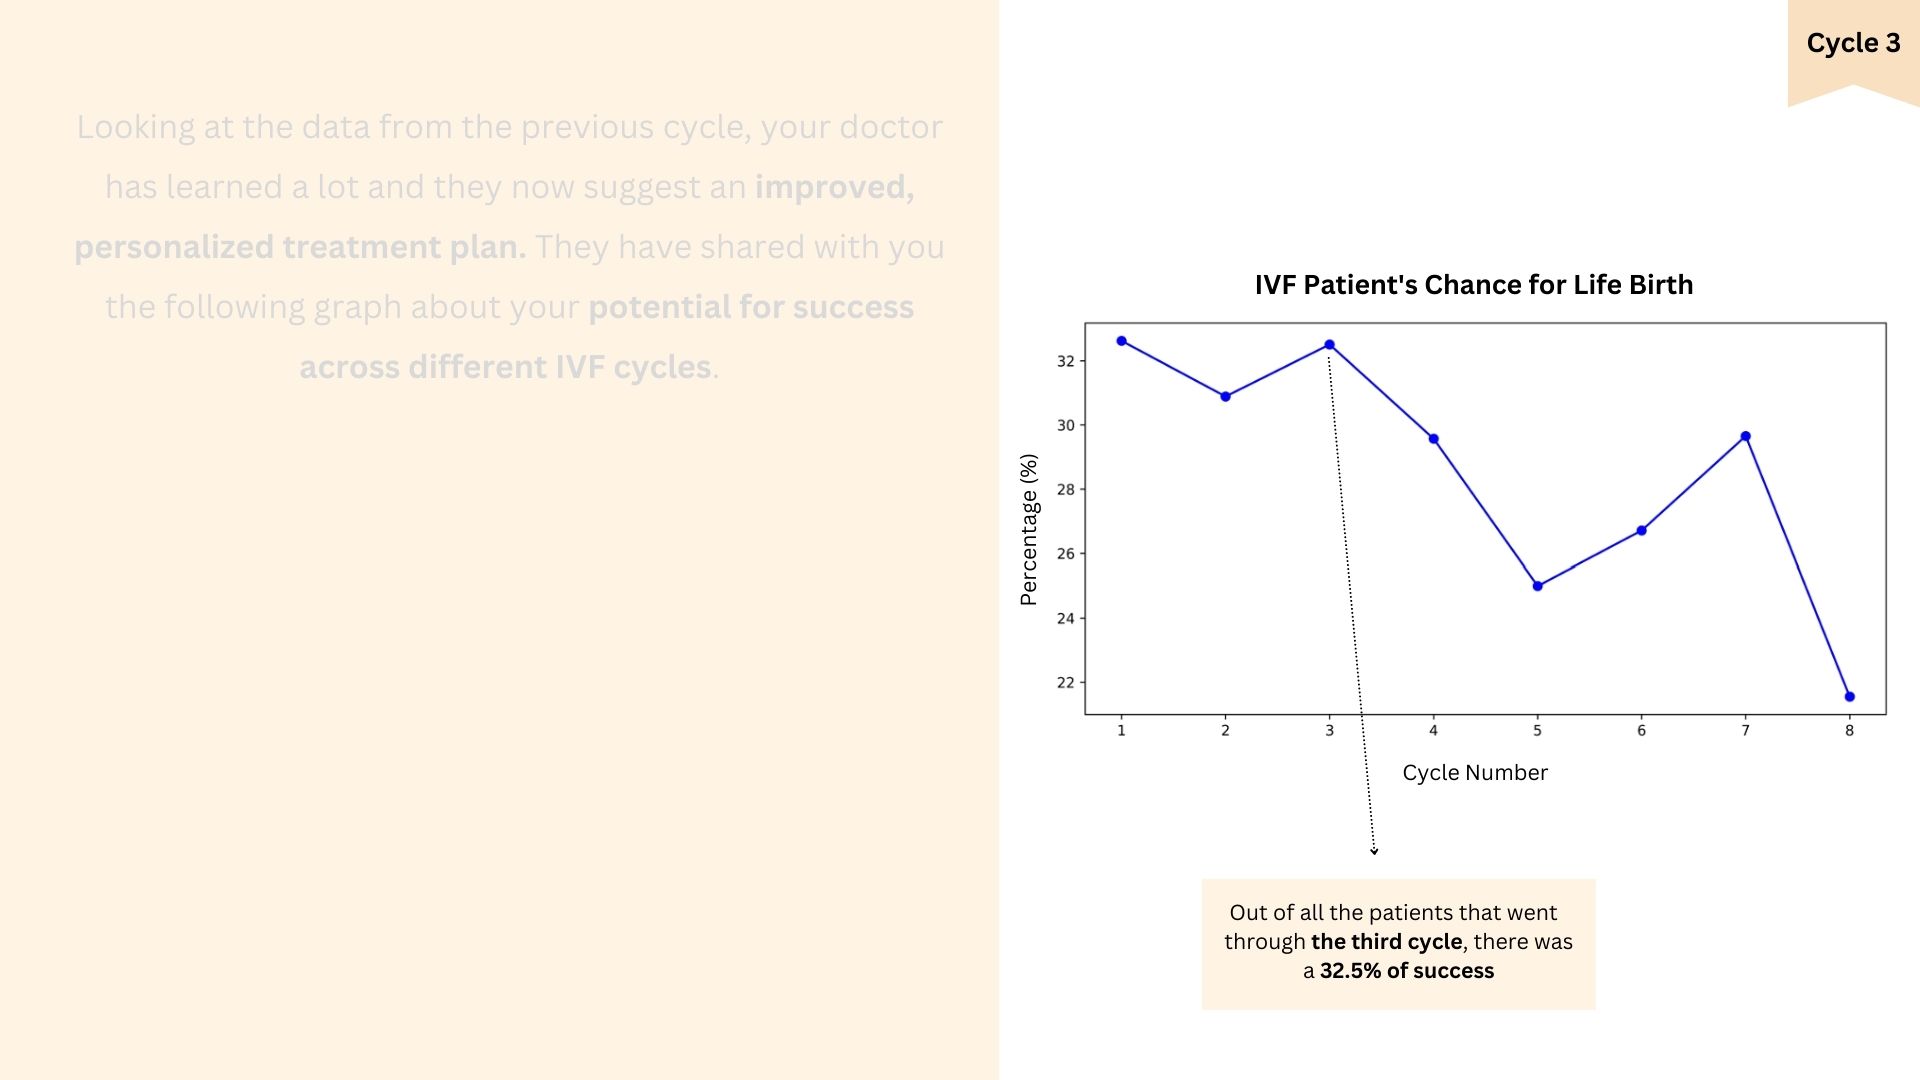 Cycle 3
Looking at the data from the previous cycle, your doctor
has learned a lot and they now suggest an improved,
personalized treatment plan. They have shared with you
the following graph about your potential for success
across different IVF cycles.
IVF Patient's Chance for Life Birth
Percentage (%)
32
30
28
26
24
22
1 2 3 4 5 6 7 8
Cycle Number
Out of all the patients that went
through the third cycle, there was
a 32.5% of success